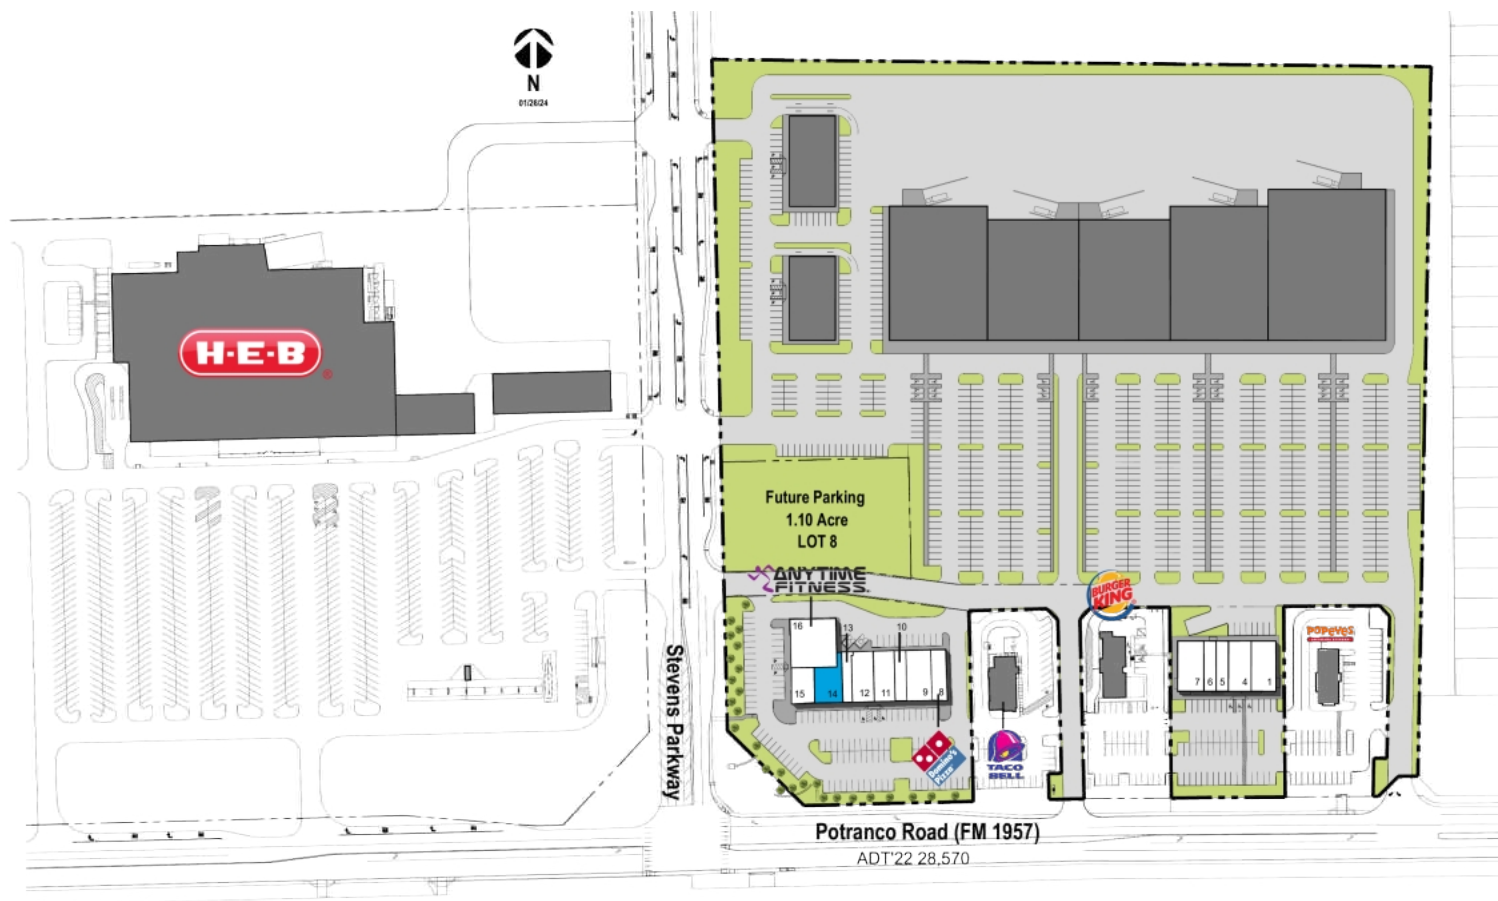 N
01/26/24
H-E-B
®
Future Parking
1.10 Acre
LOT 8
ANYTIME
FITNESS.
BURGER
KING
POPEYES
16
13
10
15
14
12
11
9
8
7
6
5
4
1
Domino's
Pizza
TACO
BELL
Stevens Parkway
Potranco Road (FM 1957)
ADT'22 28,570